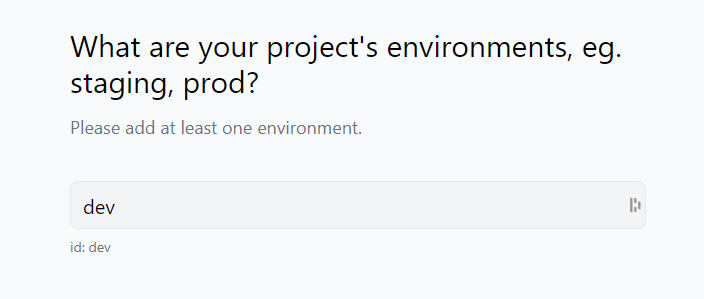 What are your project's environments, eg.
staging, prod?
Please add at least one environment.
dev
id: dev